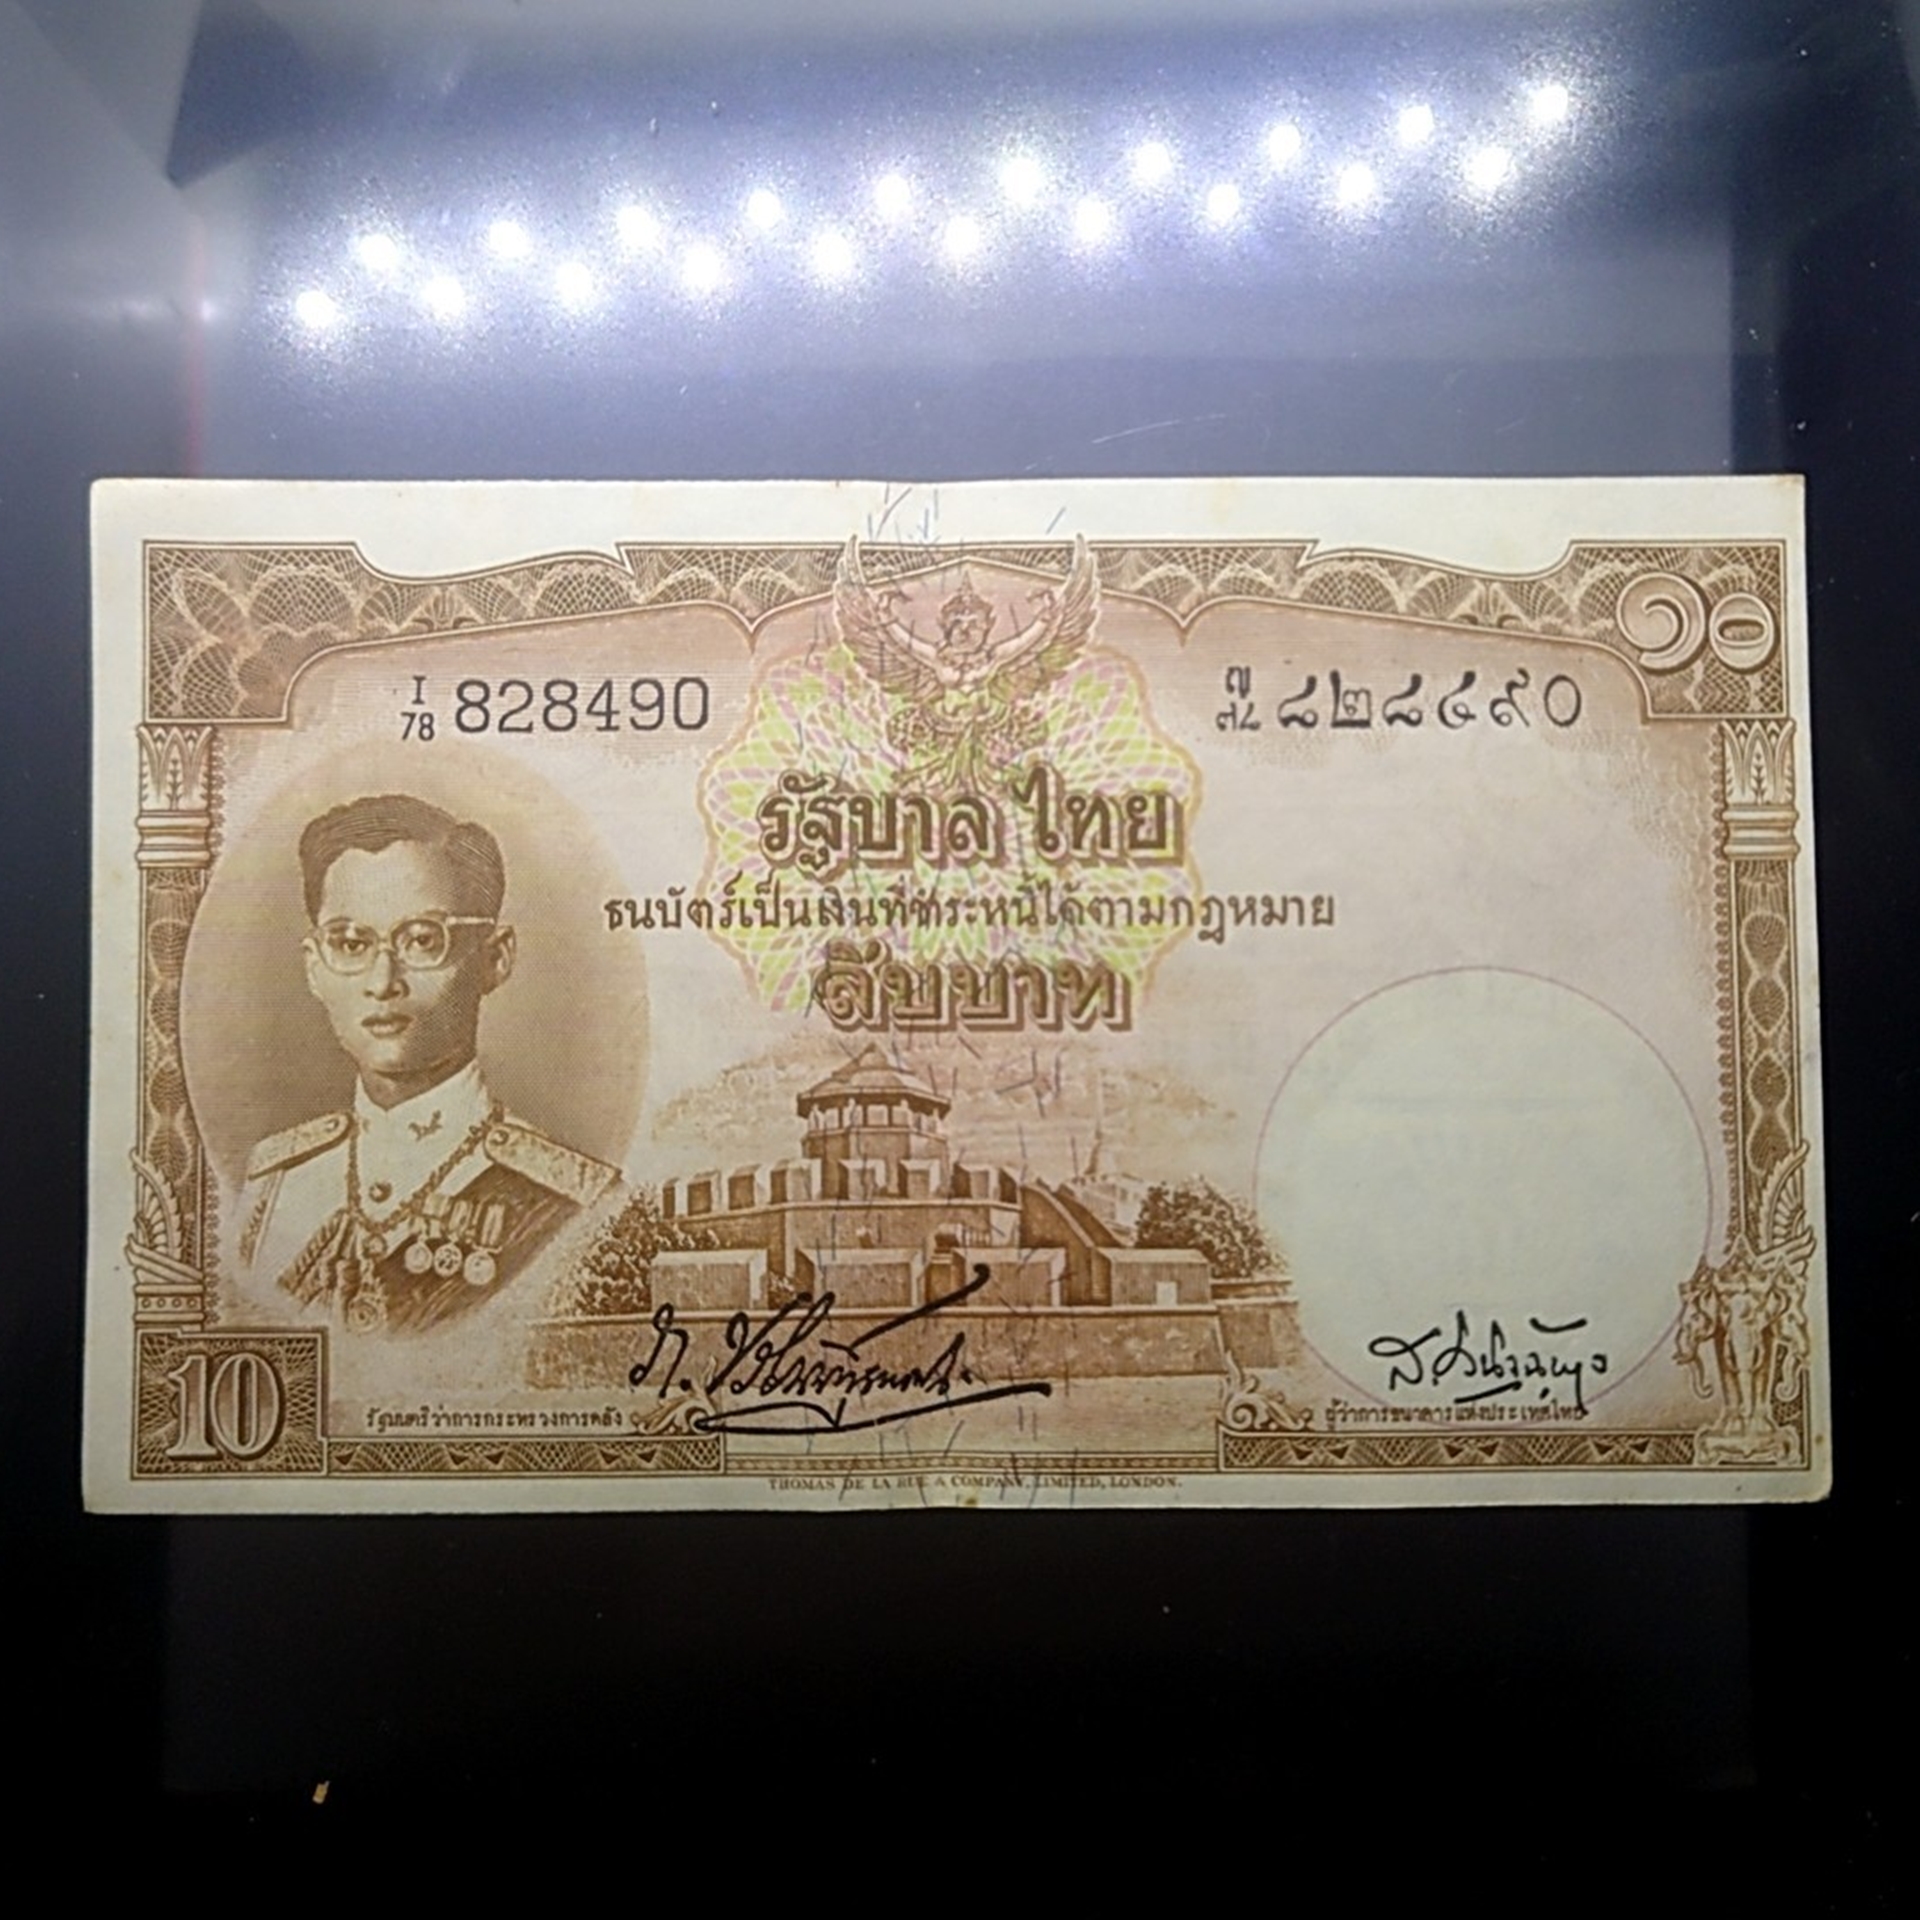 ๑๐
I/78 828490
ก/๗๘ ๘๒๘๔๙๐
รัฐบาลไทย
ธนบัตร์เป็นเงินที่ชำระหนี้ได้ตามกฎหมาย
สิบบาท
10
รัฐมนตรีว่าการกระทรวงการคลัง
ผู้ว่าการธนาคารแห่งประเทศไทย
THOMAS DE LA RUE & COMPANY, LIMITED, LONDON.